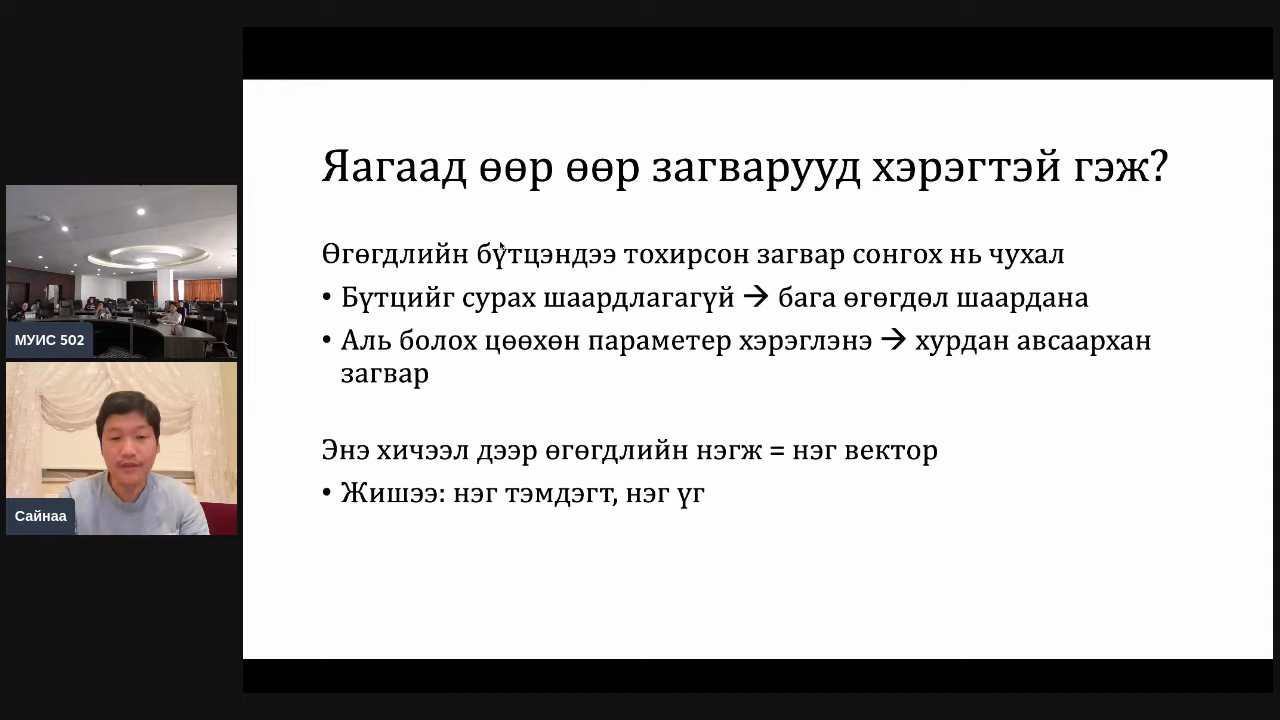 Яагаад өөр өөр загварууд хэрэгтэй гэж?
Өгөгдлийн бүтцэндээ тохирсон загвар сонгох нь чухал
• Бүтцийг сурах шаардлагагүй → бага өгөгдөл шаардана
• Аль болох цөөхөн параметер хэрэглэнэ → хурдан авсаархан
загвар
Энэ хичээл дээр өгөгдлийн нэгж = нэг вектор
• Жишээ: нэг тэмдэгт, нэг үг
МУИС 502
Сайнаа